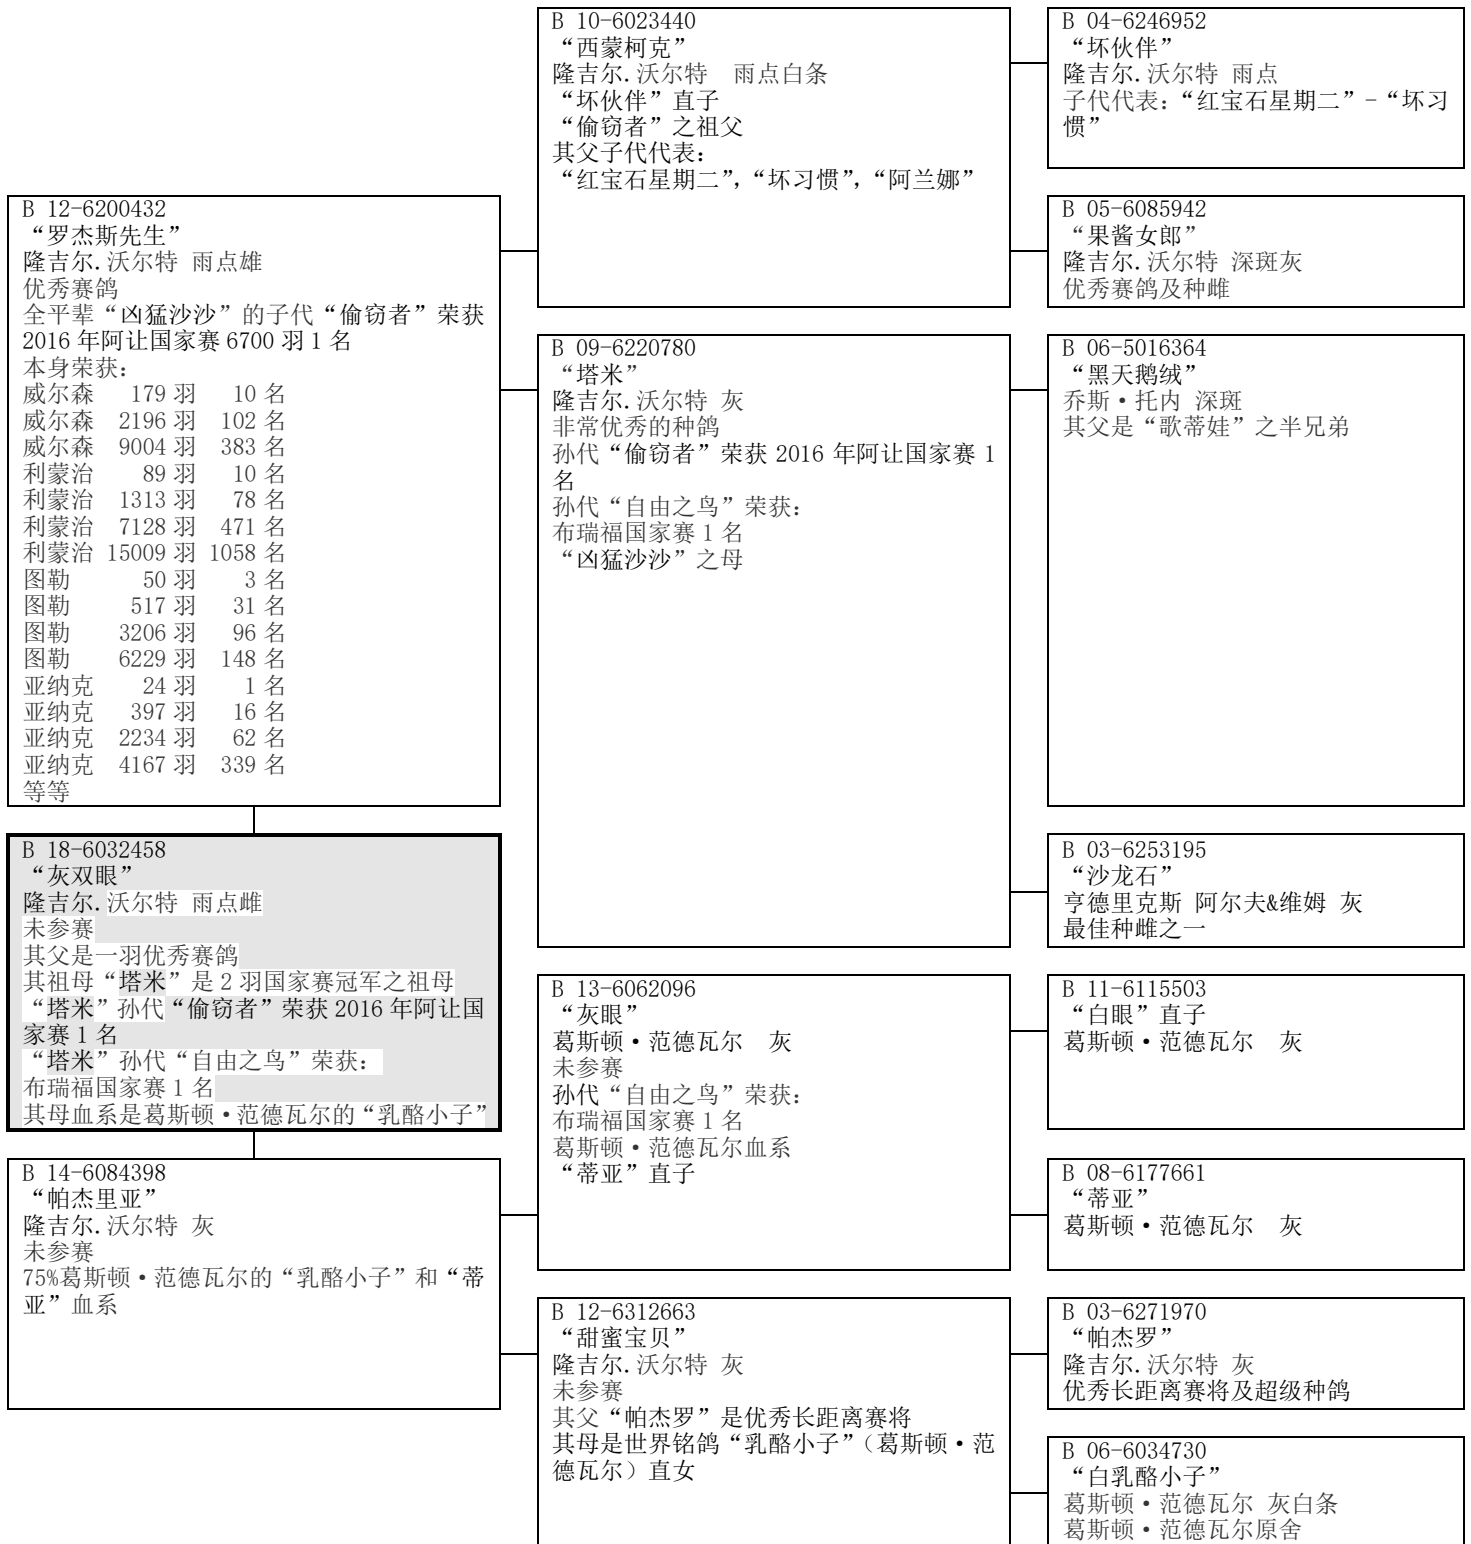 B 12-6200432
“罗杰斯先生”
隆吉尔.沃尔特 雨点雄
优秀赛鸽
全平辈“凶猛沙沙”的子代“偷窃者”荣获
2016 年阿让国家赛 6700 羽 1 名
本身荣获：
威尔森 179 羽 10 名
威尔森 2196 羽 102 名
威尔森 9004 羽 383 名
利蒙治 89 羽 10 名
利蒙治 1313 羽 78 名
利蒙治 7128 羽 471 名
利蒙治 15009 羽 1058 名
图勒 50 羽 3 名
图勒 517 羽 31 名
图勒 3206 羽 96 名
图勒 6229 羽 148 名
亚纳克 24 羽 1 名
亚纳克 397 羽 16 名
亚纳克 2234 羽 62 名
亚纳克 4167 羽 339 名
等等
B 18-6032458
“灰双眼”
隆吉尔.沃尔特 雨点雌
未参赛
其父是一羽优秀赛鸽
其祖母“塔米”是 2 羽国家赛冠军之祖母
“塔米”孙代“偷窃者”荣获 2016 年阿让国
家赛 1 名
“塔米”孙代“自由之鸟”荣获：
布瑞福国家赛 1 名
其母血系是葛斯顿·范德瓦尔的“乳酪小子”
B 14-6084398
“帕杰里亚”
隆吉尔.沃尔特 灰
未参赛
75%葛斯顿·范德瓦尔的“乳酪小子”和“蒂
亚”血系
B 10-6023440
“西蒙柯克”
隆吉尔.沃尔特 雨点白条
“坏伙伴”直子
“偷窃者”之祖父
其父子代代表：
“红宝石星期二”，“坏习惯”，“阿兰娜”
B 09-6220780
“塔米”
隆吉尔.沃尔特 灰
非常优秀的种鸽
孙代“偷窃者”荣获 2016 年阿让国家赛 1
名
孙代“自由之鸟”荣获：
布瑞福国家赛 1 名
“凶猛沙沙”之母
B 13-6062096
“灰眼”
葛斯顿·范德瓦尔 灰
未参赛
孙代“自由之鸟”荣获：
布瑞福国家赛 1 名
葛斯顿·范德瓦尔血系
“蒂亚”直子
B 12-6312663
“甜蜜宝贝”
隆吉尔.沃尔特 灰
未参赛
其父“帕杰罗”是优秀长距离赛将
其母是世界铭鸽“乳酪小子”（葛斯顿·范
德瓦尔）直女
B 04-6246952
“坏伙伴”
隆吉尔.沃尔特 雨点
子代代表：“红宝石星期二”-“坏习
惯”
B 05-6085942
“果酱女郎”
隆吉尔.沃尔特 深斑灰
优秀赛鸽及种雌
B 06-5016364
“黑天鹅绒”
乔斯·托内 深斑
其父是“歌蒂娃”之半兄弟
B 03-6253195
“沙龙石”
亨德里克斯 阿尔夫&维姆 灰
最佳种雌之一
B 11-6115503
“白眼”直子
葛斯顿·范德瓦尔 灰
B 08-6177661
“蒂亚”
葛斯顿·范德瓦尔 灰
B 03-6271970
“帕杰罗”
隆吉尔.沃尔特 灰
优秀长距离赛将及超级种鸽
B 06-6034730
“白乳酪小子”
葛斯顿·范德瓦尔 灰白条
葛斯顿·范德瓦尔原舍